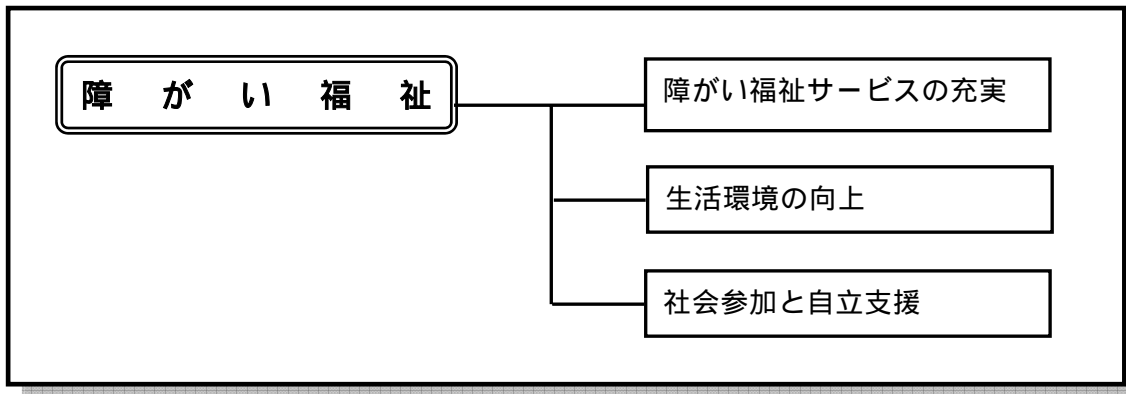 障がい福祉
障がい福祉サービスの充実
生活環境の向上
社会参加と自立支援